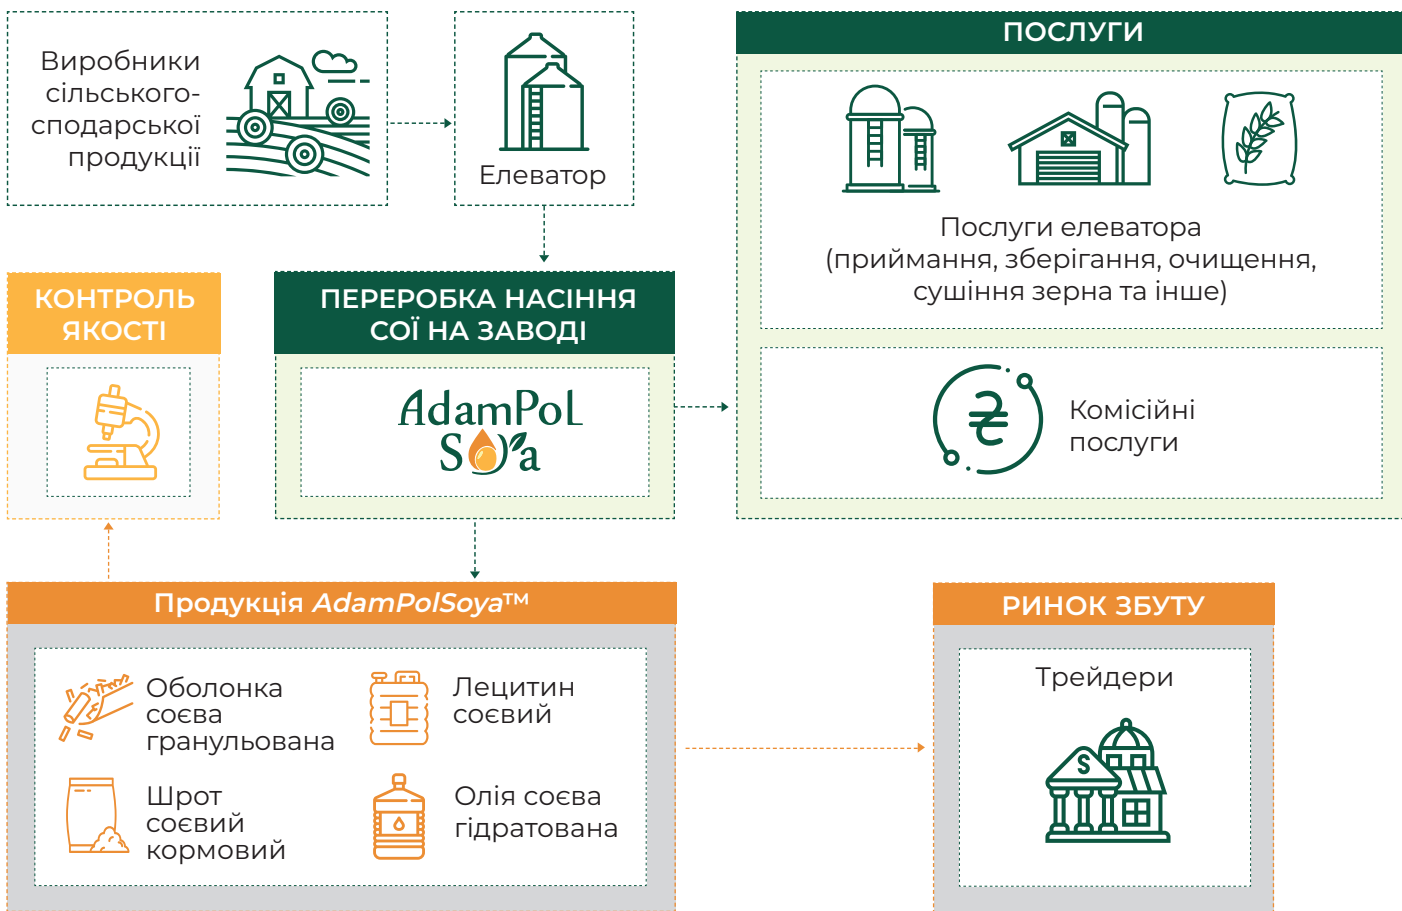 Виробники
сільського-
сподарської
продукції
Елеватор
ПОСЛУГИ
Послуги елеватора
(приймання, зберігання, очищення,
сушіння зерна та інше)
Комісійні
послуги
КОНТРОЛЬ
ЯКОСТІ
ПЕРЕРОБКА НАСІННЯ
СОЇ НА ЗАВОДІ
AdamPoL
SOYa
Продукція AdamPolSoya™
Оболонка
соєва
гранульована
Лецитин
соєвий
Шрот
соєвий
кормовий
Олія соєва
гідратована
РИНОК ЗБУТУ
Трейдери
S